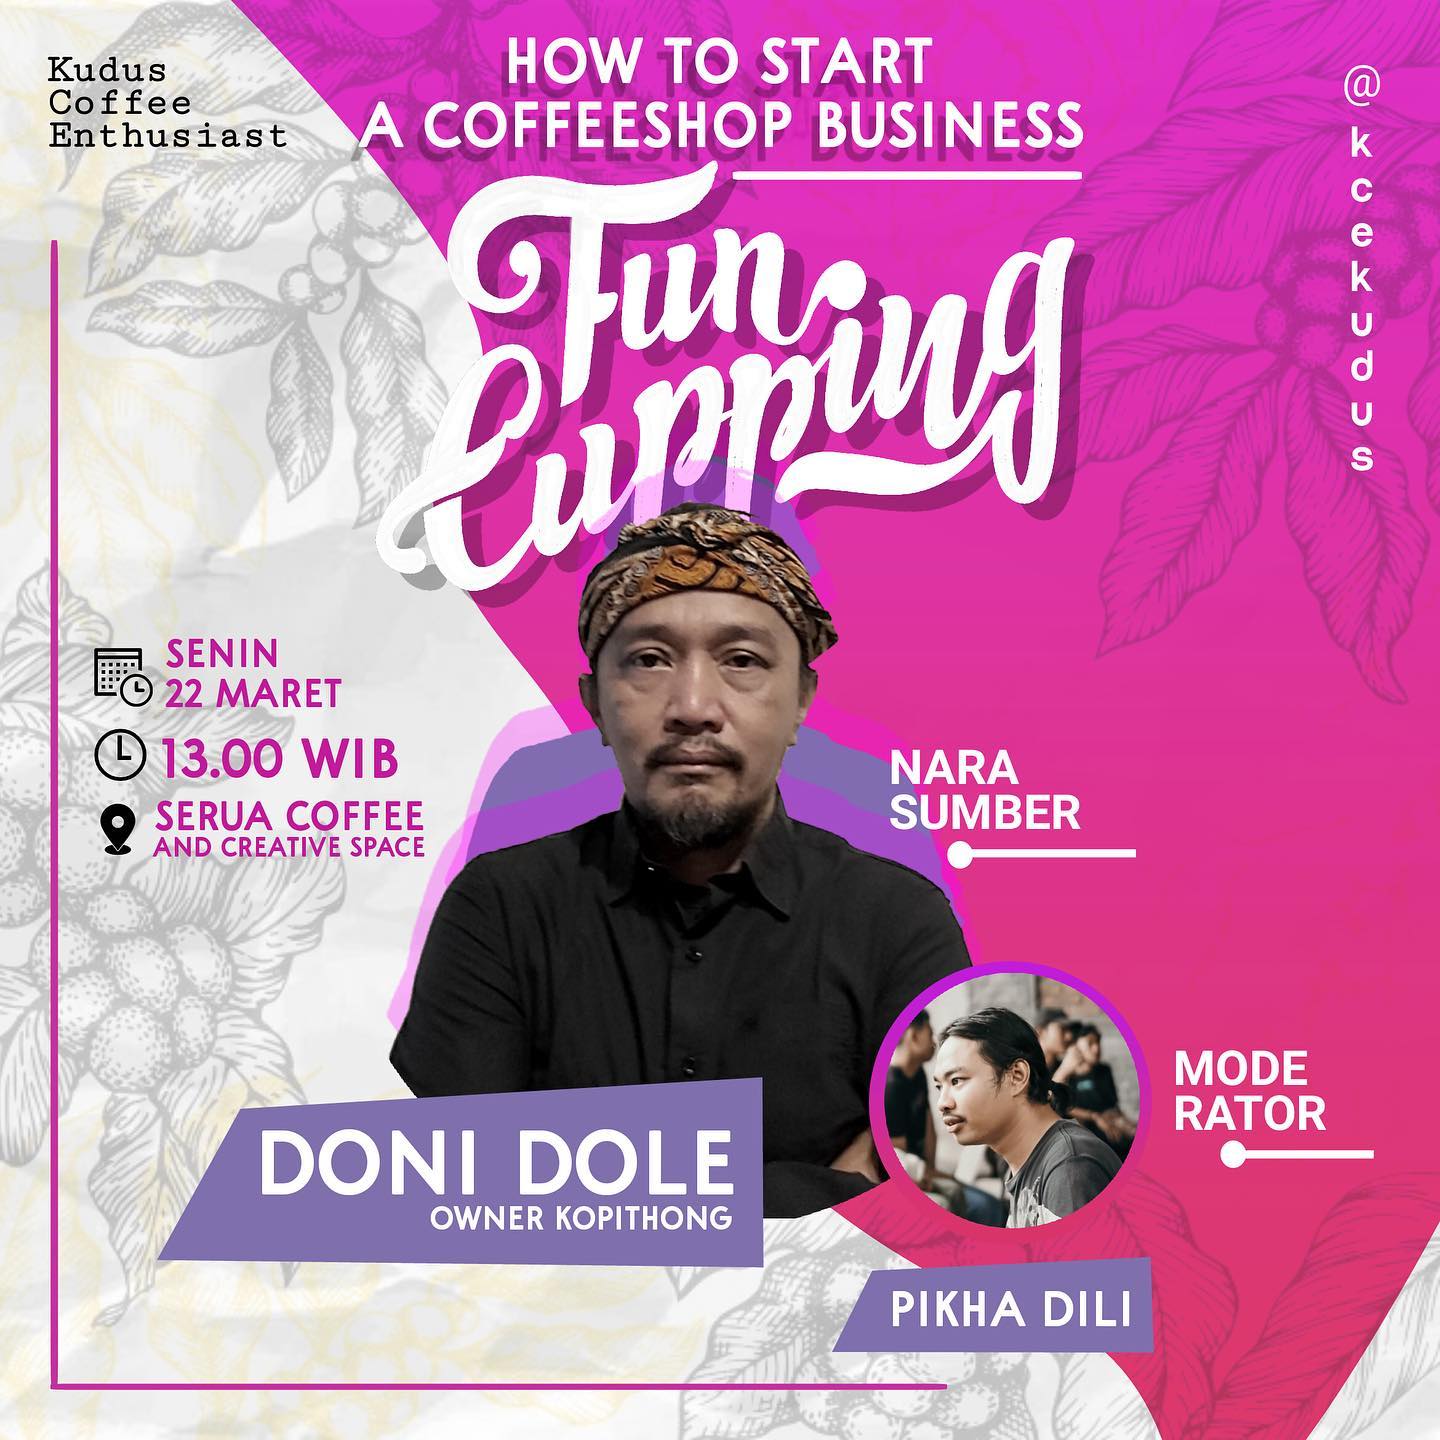 Kudus
Coffee
Enthusiast
HOW TO START
A COFFEESHOP BUSINESS
Fun
Cupping
@kcekudus
SENIN
22 MARET
13.00 WIB
SERUA COFFEE
AND CREATIVE SPACE
NARA
SUMBER
DONI DOLE
OWNER KOPITHONG
MODE
RATOR
PIKHA DILI